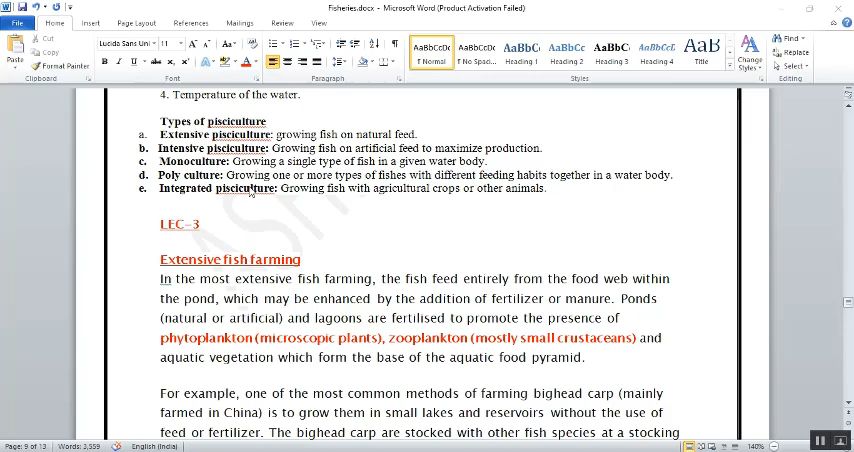 Fisheries.docx - Microsoft Word (Product Activation Failed)
File Home Insert Page Layout References Mailings Review View
Paste
Cut
Copy
Format Painter
Clipboard
Lucida Sans Uni 11
Font
Paragraph
AaBbCcDc AaBbCcDc AaBbC AaBbCc AaBbCc AaBbCcL AaB
¶ Normal ¶ No Spaci... Heading 1 Heading 2 Heading 3 Heading 4 Title
Change Styles
Styles
Find
Replace
Select
Editing
4. Temperature of the water.
Types of pisciculture
a. Extensive pisciculture: growing fish on natural feed.
b. Intensive pisciculture: Growing fish on artificial feed to maximize production.
c. Monoculture: Growing a single type of fish in a given water body.
d. Poly culture: Growing one or more types of fishes with different feeding habits together in a water body.
e. Integrated pisciculture: Growing fish with agricultural crops or other animals.
LEC-3
Extensive fish farming
In the most extensive fish farming, the fish feed entirely from the food web within
the pond, which may be enhanced by the addition of fertilizer or manure. Ponds
(natural or artificial) and lagoons are fertilised to promote the presence of
phytoplankton (microscopic plants), zooplankton (mostly small crustaceans) and
aquatic vegetation which form the base of the aquatic food pyramid.
For example, one of the most common methods of farming bighead carp (mainly
farmed in China) is to grow them in small lakes and reservoirs without the use of
feed or fertilizer. The bighead carp are stocked with other fish species at a stocking
Page: 9 of 13 Words: 3,559 English (India) 140%